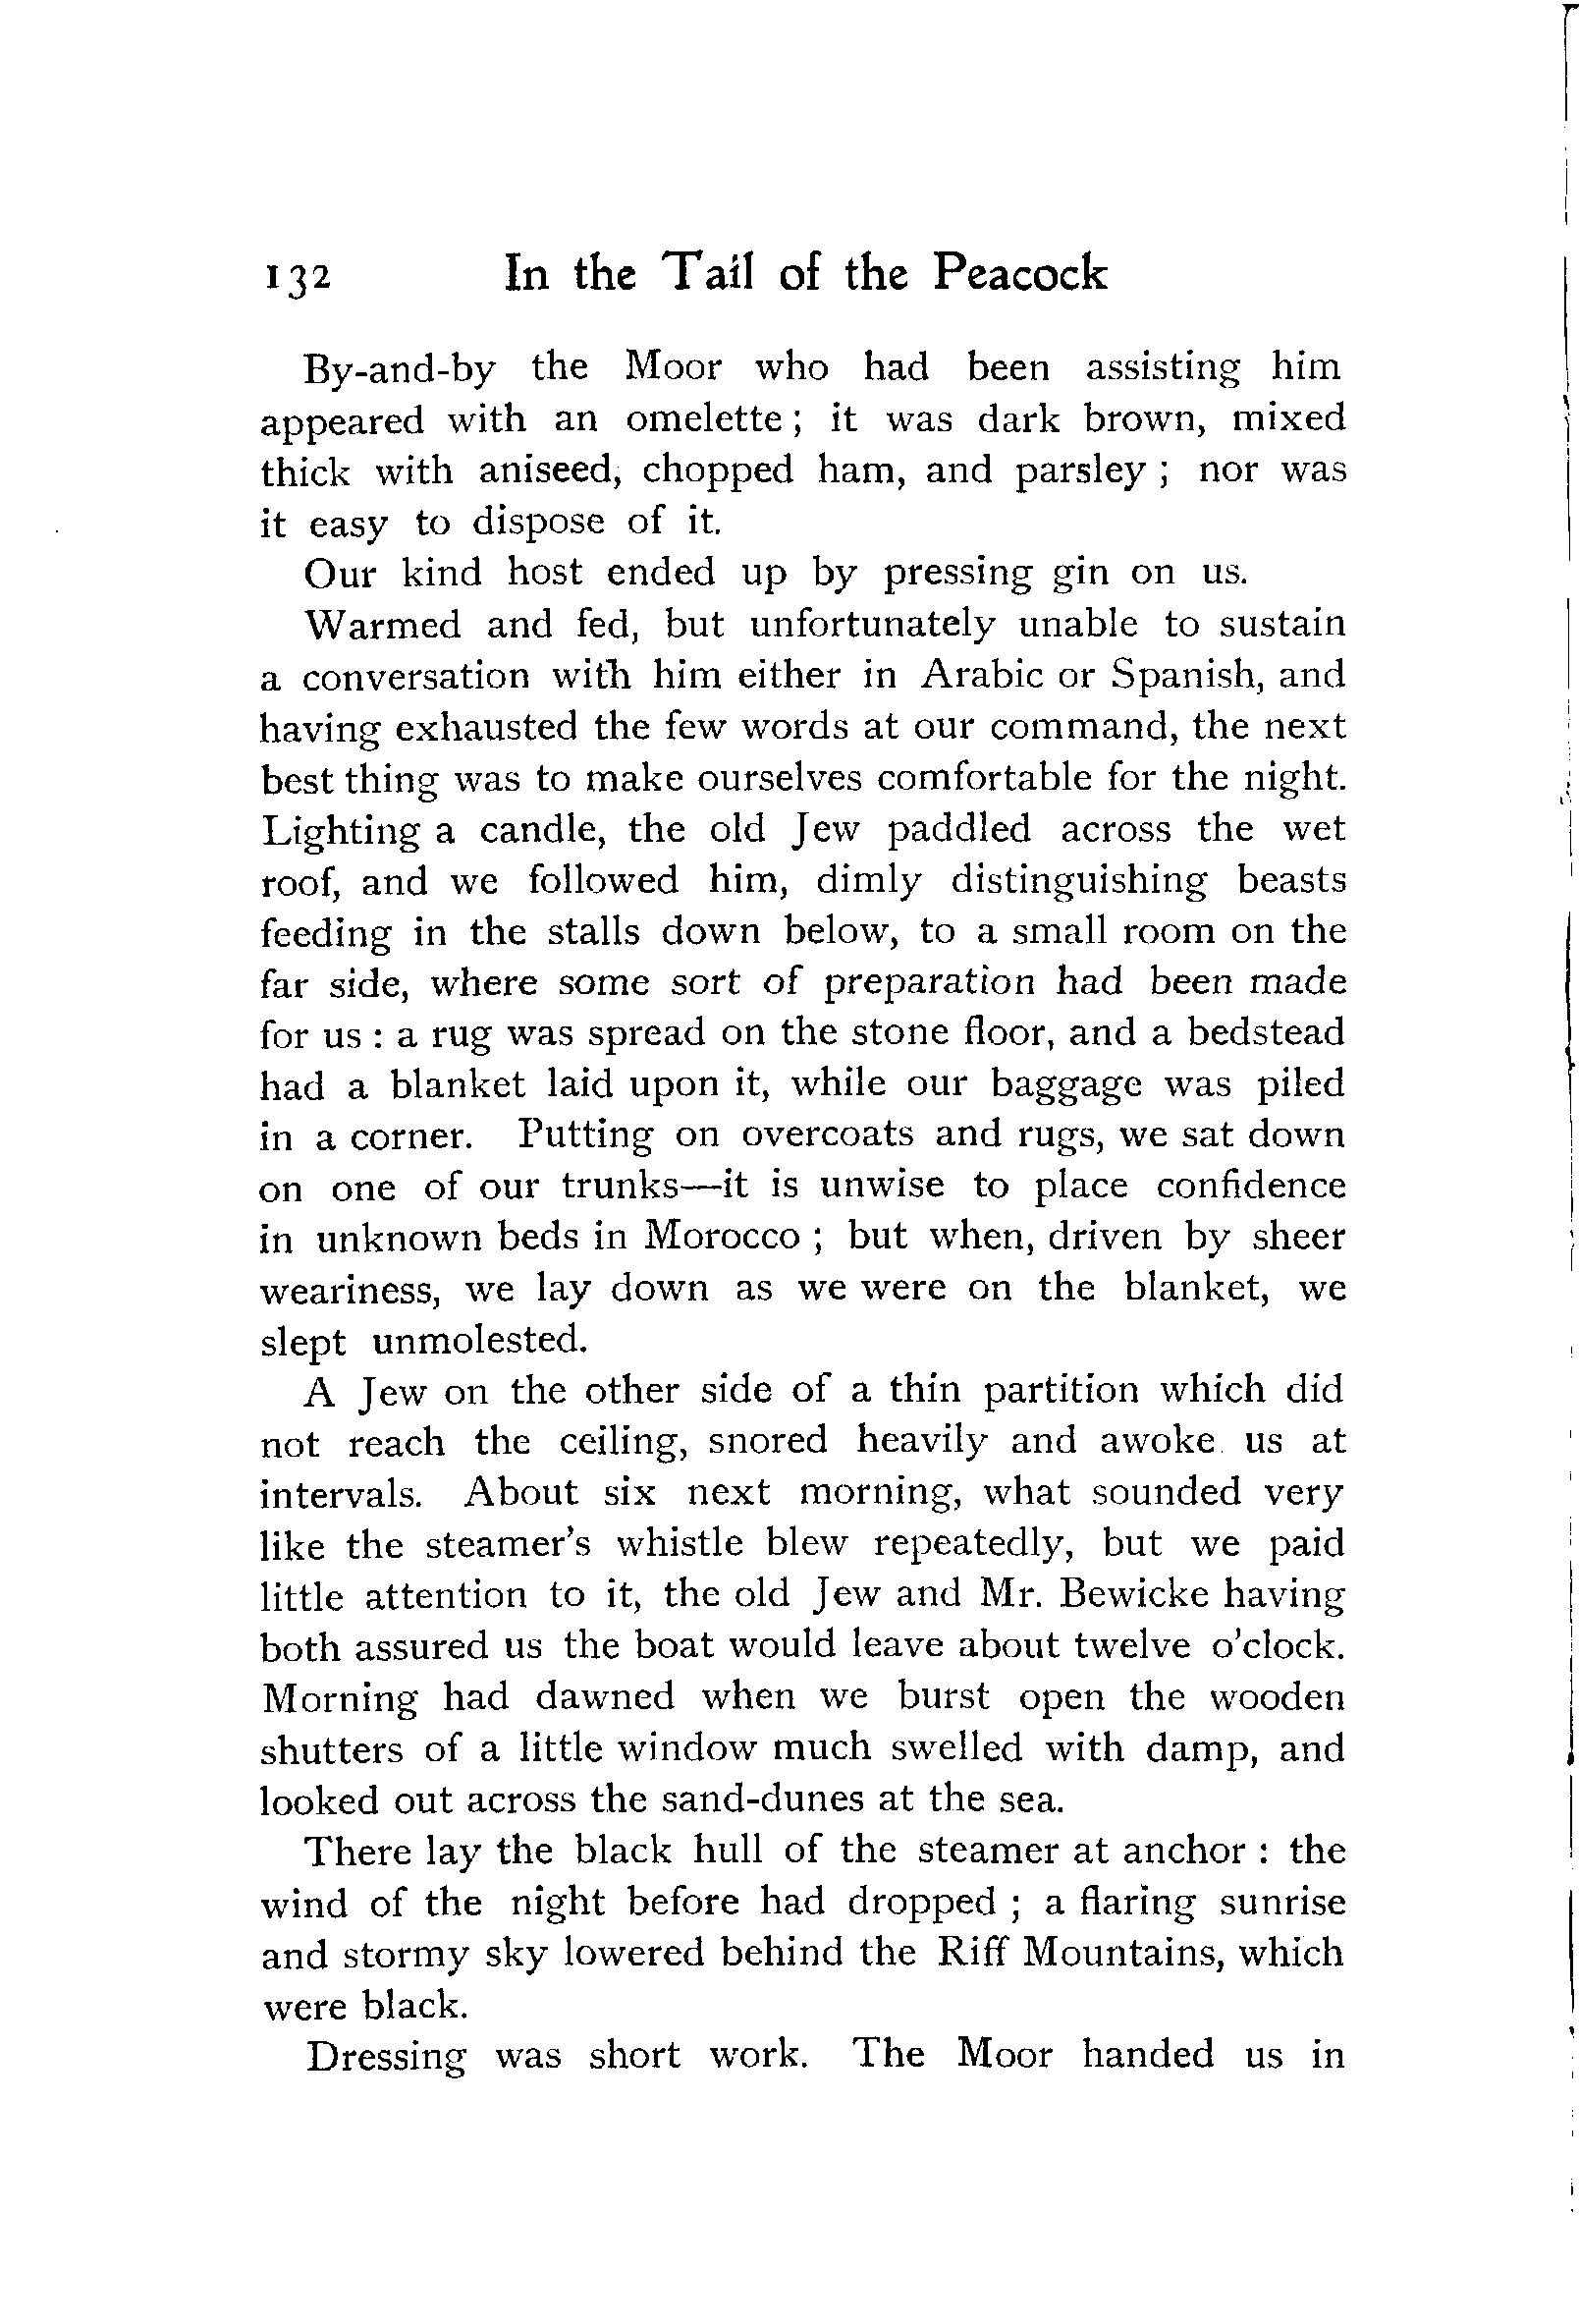 132 In the Tail of the Peacock
By-and-by the Moor who had been assisting him
appeared with an omelette ; it was dark brown, mixed
thick with aniseed, chopped ham, and parsley ; nor was
it easy to dispose of it.
Our kind host ended up by pressing gin on us.
Warmed and fed, but unfortunately unable to sustain
a conversation with him either in Arabic or Spanish, and
having exhausted the few words at our command, the next
best thing was to make ourselves comfortable for the night.
Lighting a candle, the old Jew paddled across the wet
roof, and we followed him, dimly distinguishing beasts
feeding in the stalls down below, to a small room on the
far side, where some sort of preparation had been made
for us : a rug was spread on the stone floor, and a bedstead
had a blanket laid upon it, while our baggage was piled
in a corner. Putting on overcoats and rugs, we sat down
on one of our trunks—it is unwise to place confidence
in unknown beds in Morocco ; but when, driven by sheer
weariness, we lay down as we were on the blanket, we
slept unmolested.
A Jew on the other side of a thin partition which did
not reach the ceiling, snored heavily and awoke us at
intervals. About six next morning, what sounded very
like the steamer's whistle blew repeatedly, but we paid
little attention to it, the old Jew and Mr. Bewicke having
both assured us the boat would leave about twelve o'clock.
Morning had dawned when we burst open the wooden
shutters of a little window much swelled with damp, and
looked out across the sand-dunes at the sea.
There lay the black hull of the steamer at anchor : the
wind of the night before had dropped ; a flaring sunrise
and stormy sky lowered behind the Riff Mountains, which
were black.
Dressing was short work. The Moor handed us in